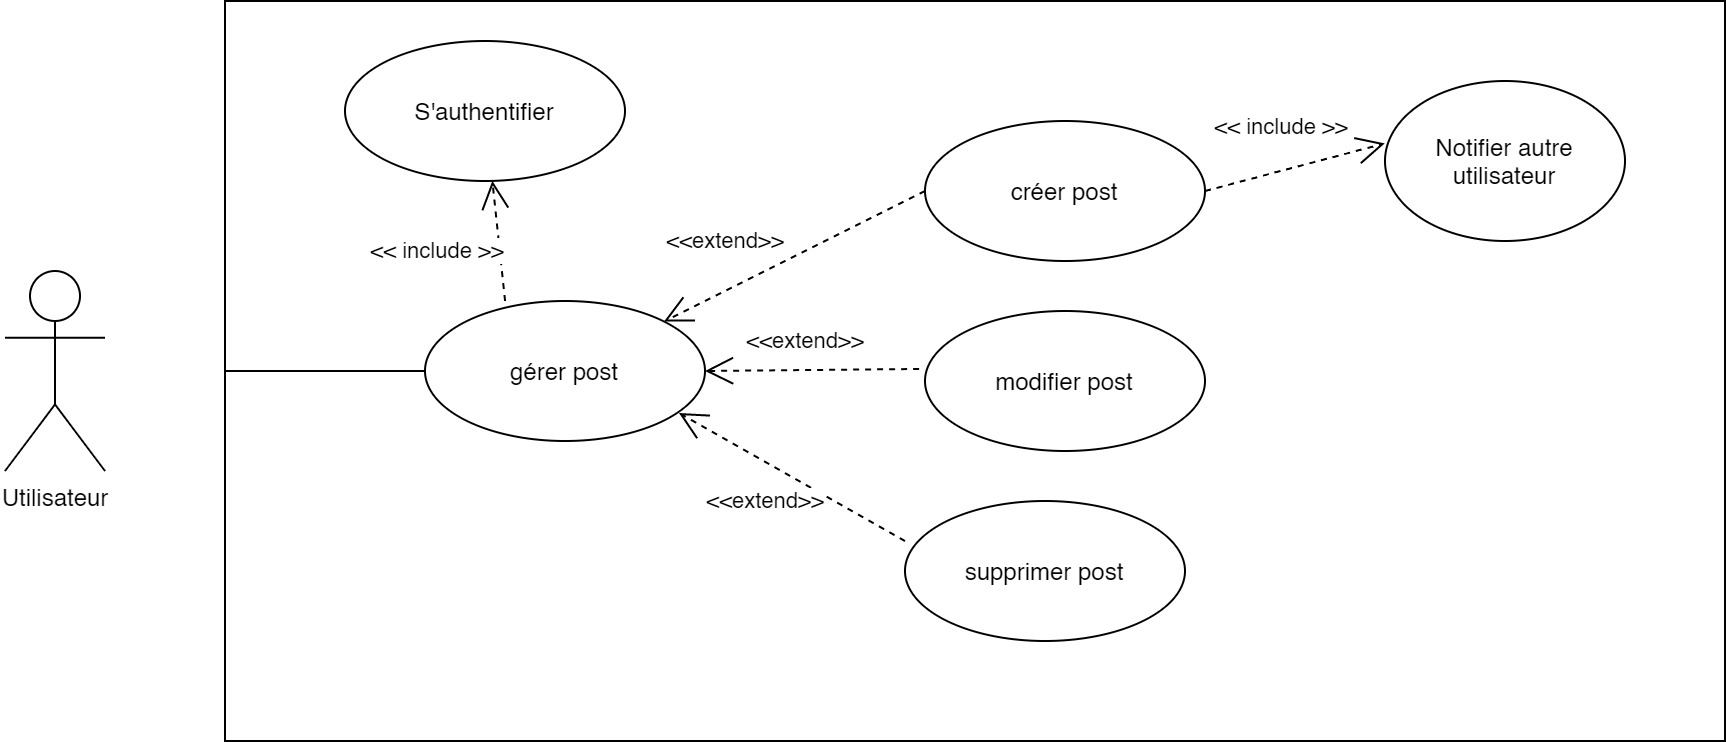 S'authentifier
<< include >>
Notifier autre
utilisateur
créer post
<< include >>
<<extend>>
<<extend>>
gérer post
modifier post
<<extend>>
Utilisateur
supprimer post